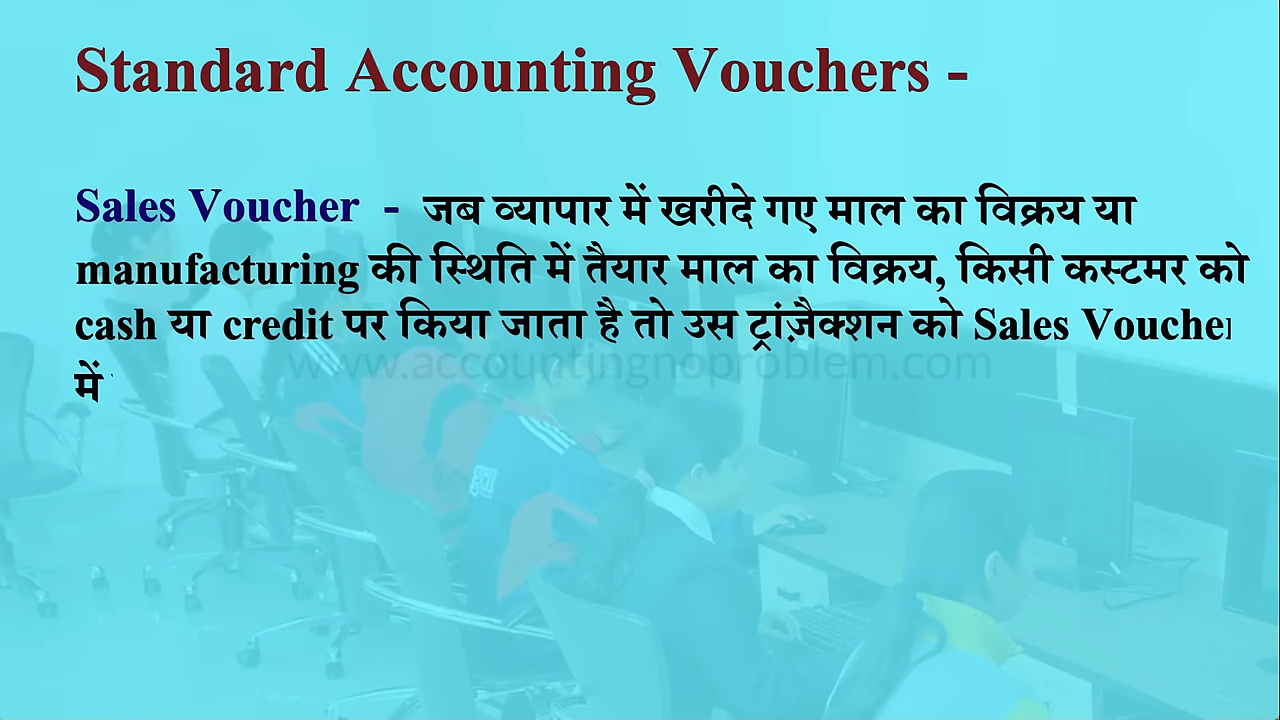 Standard Accounting Vouchers -
Sales Voucher - जब व्यापार में खरीदे गए माल का विक्रय या
manufacturing की स्थिति में तैयार माल का विक्रय, किसी कस्टमर को
cash या credit पर किया जाता है तो उस ट्रांज़ैक्शन को Sales Voucher
www.accountingnoproblem.com
में